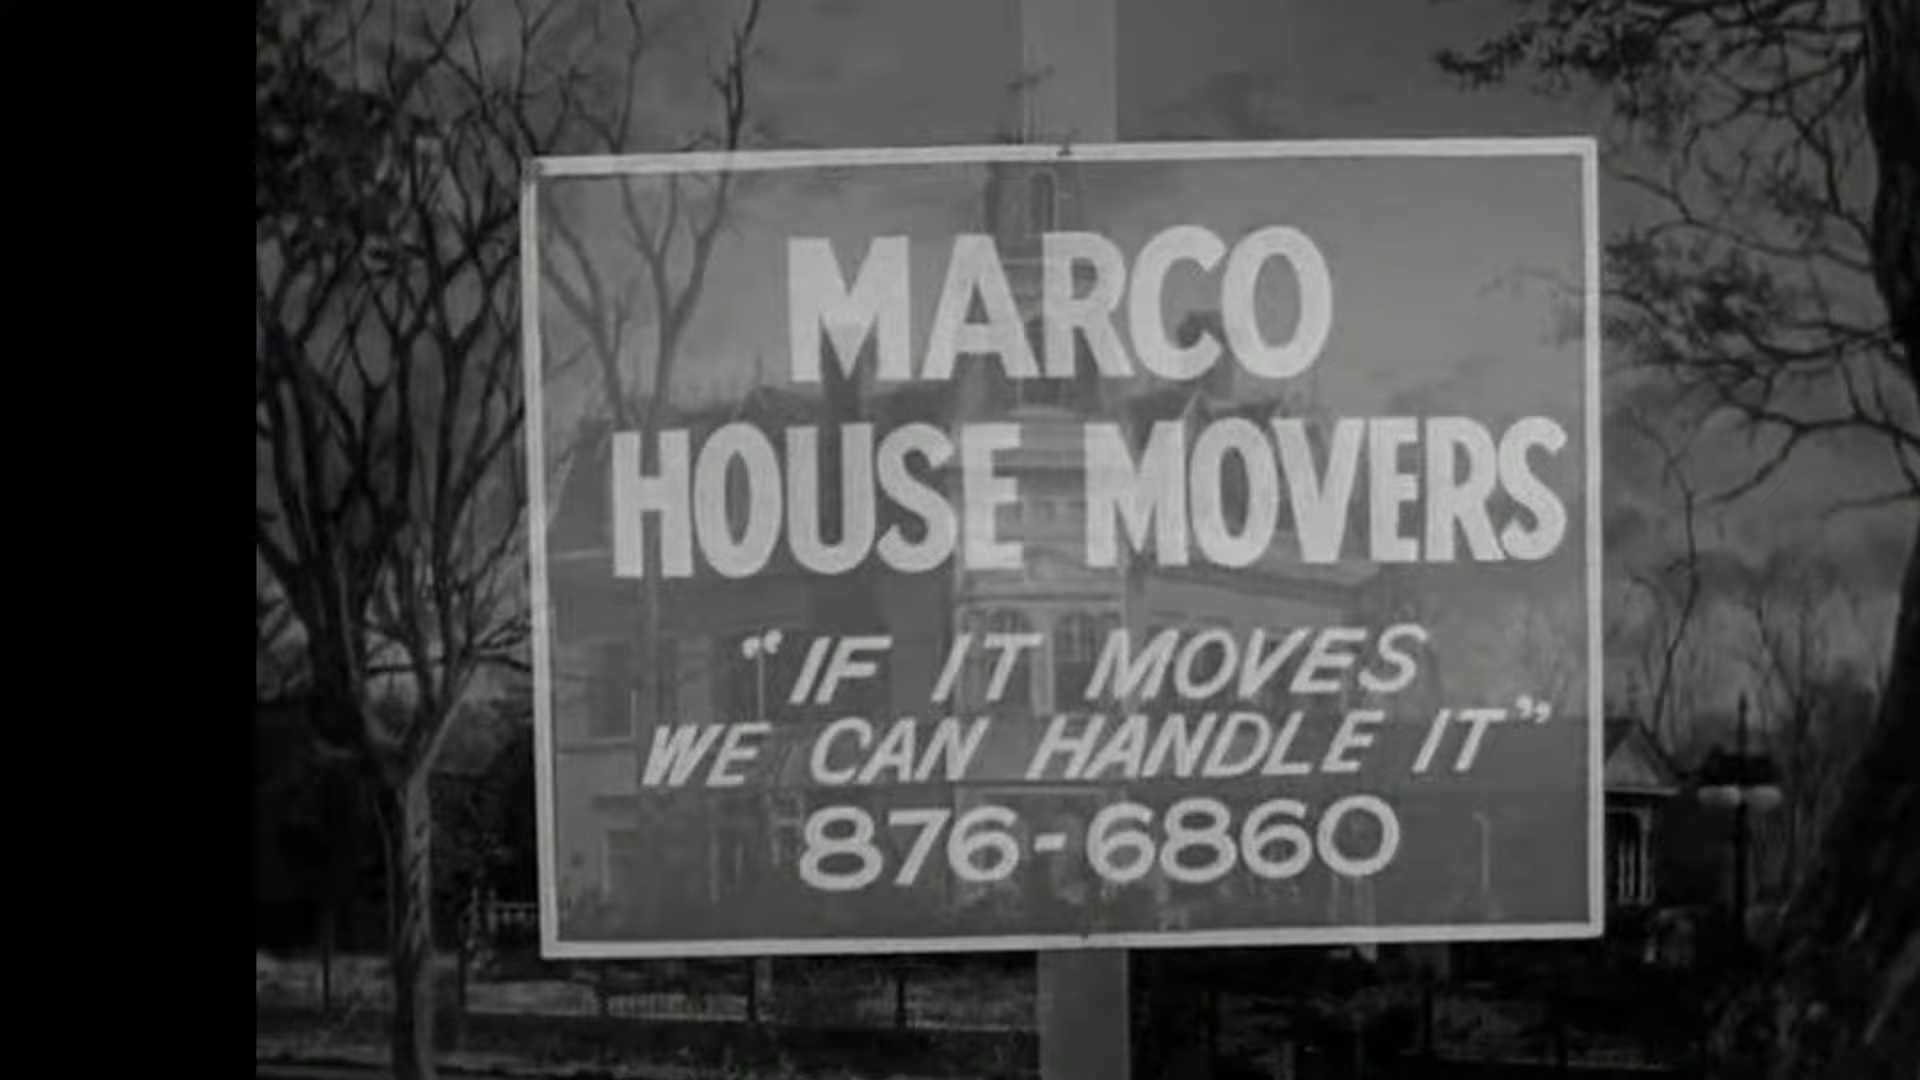 MARCO
HOUSE MOVERS
“IF IT MOVES
WE CAN HANDLE IT”
876-6860